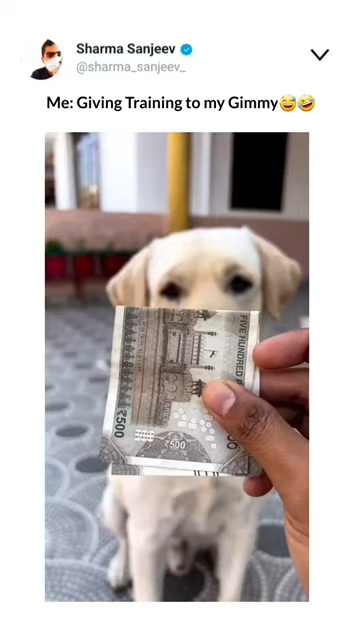 Sharma Sanjeev
@sharma_sanjeev_
Me: Giving Training to my Gimmy😂🤣
FIVE HUNDRED
₹500
₹500